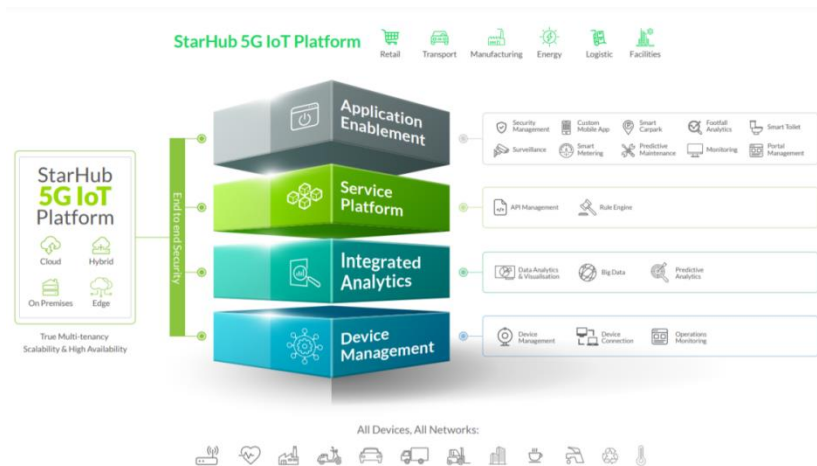 StarHub 5G IoT Platform
Retail
Transport
Manufacturing
Energy
Logistic
Facilities
StarHub
5G IoT
Platform
Cloud
Hybrid
On Premises
Edge
True Multi-tenancy
Scalability & High Availability
End to end Security
Application
Enablement
Security
Management
Custom
Mobile App
Smart
Carpark
Footfall
Analytics
Smart Toilet
Surveillance
Smart
Metering
Predictive
Maintenance
Monitoring
Portal
Management
Service
Platform
API Management
Rule Engine
Integrated
Analytics
Data Analytics
& Visualisation
Big Data
Predictive
Analytics
Device
Management
Device
Management
Device
Connection
Operations
Monitoring
All Devices, All Networks: